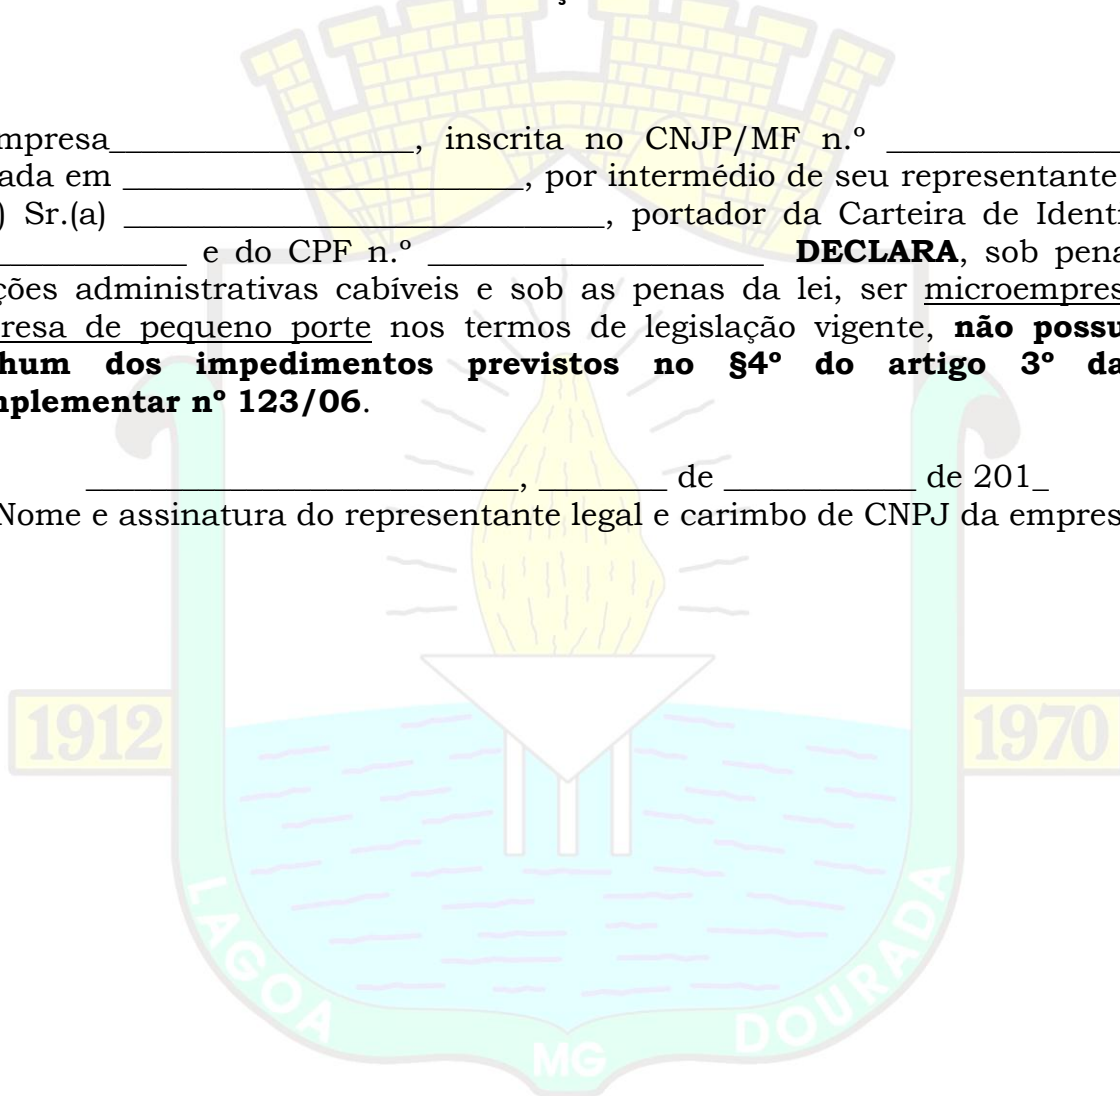 mpresa___________________, inscrita no CNJP/MF n.º _______________
ada em _________________________, por intermédio de seu representante
) Sr.(a) ______________________________, portador da Carteira de Identi
____________ e do CPF n.º _____________________ DECLARA, sob pena
ções administrativas cabíveis e sob as penas da lei, ser microempres
resa de pequeno porte nos termos de legislação vigente, não possu
hum dos impedimentos previstos no §4º do artigo 3º da
mplementar nº 123/06.
___________________________, ________ de ____________ de 201_
Nome e assinatura do representante legal e carimbo de CNPJ da empres
1912
1970
LAGOA
DOURADA
MG